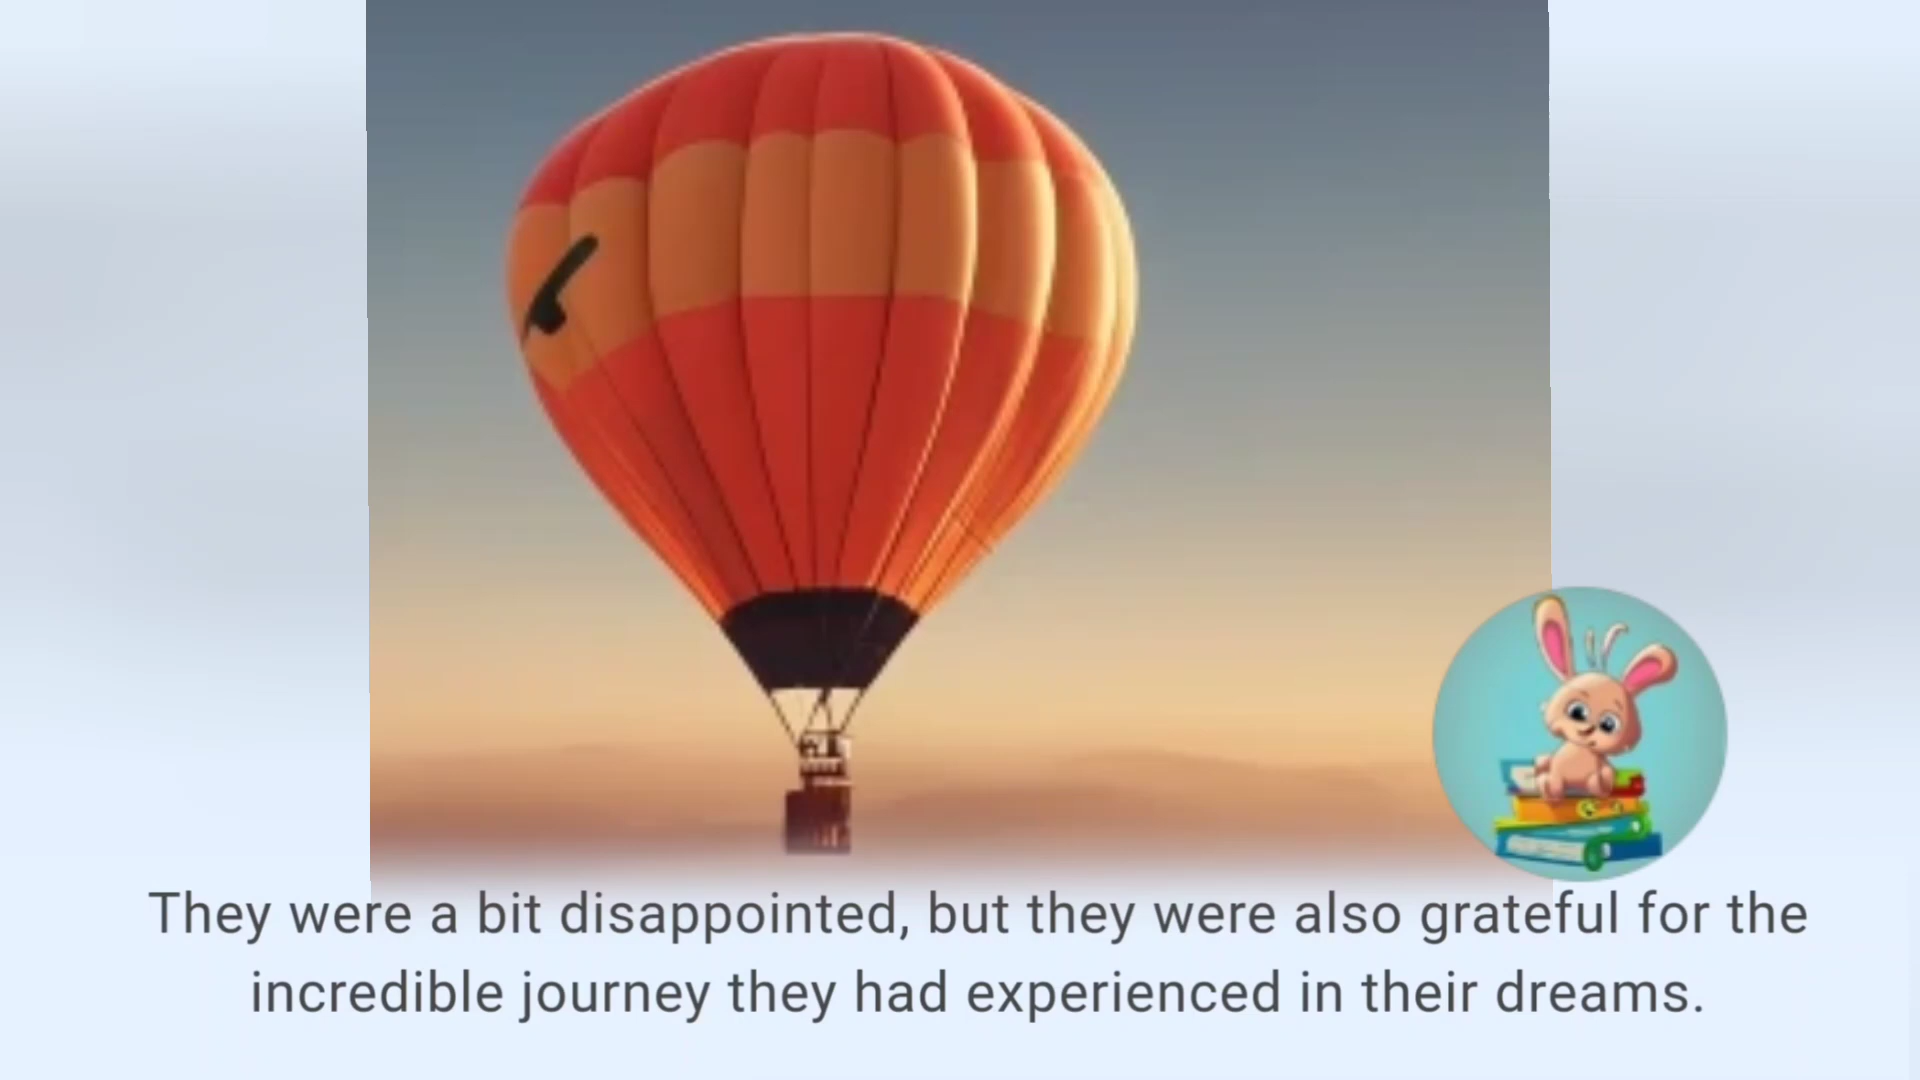 They were a bit disappointed, but they were also grateful for the
incredible journey they had experienced in their dreams.